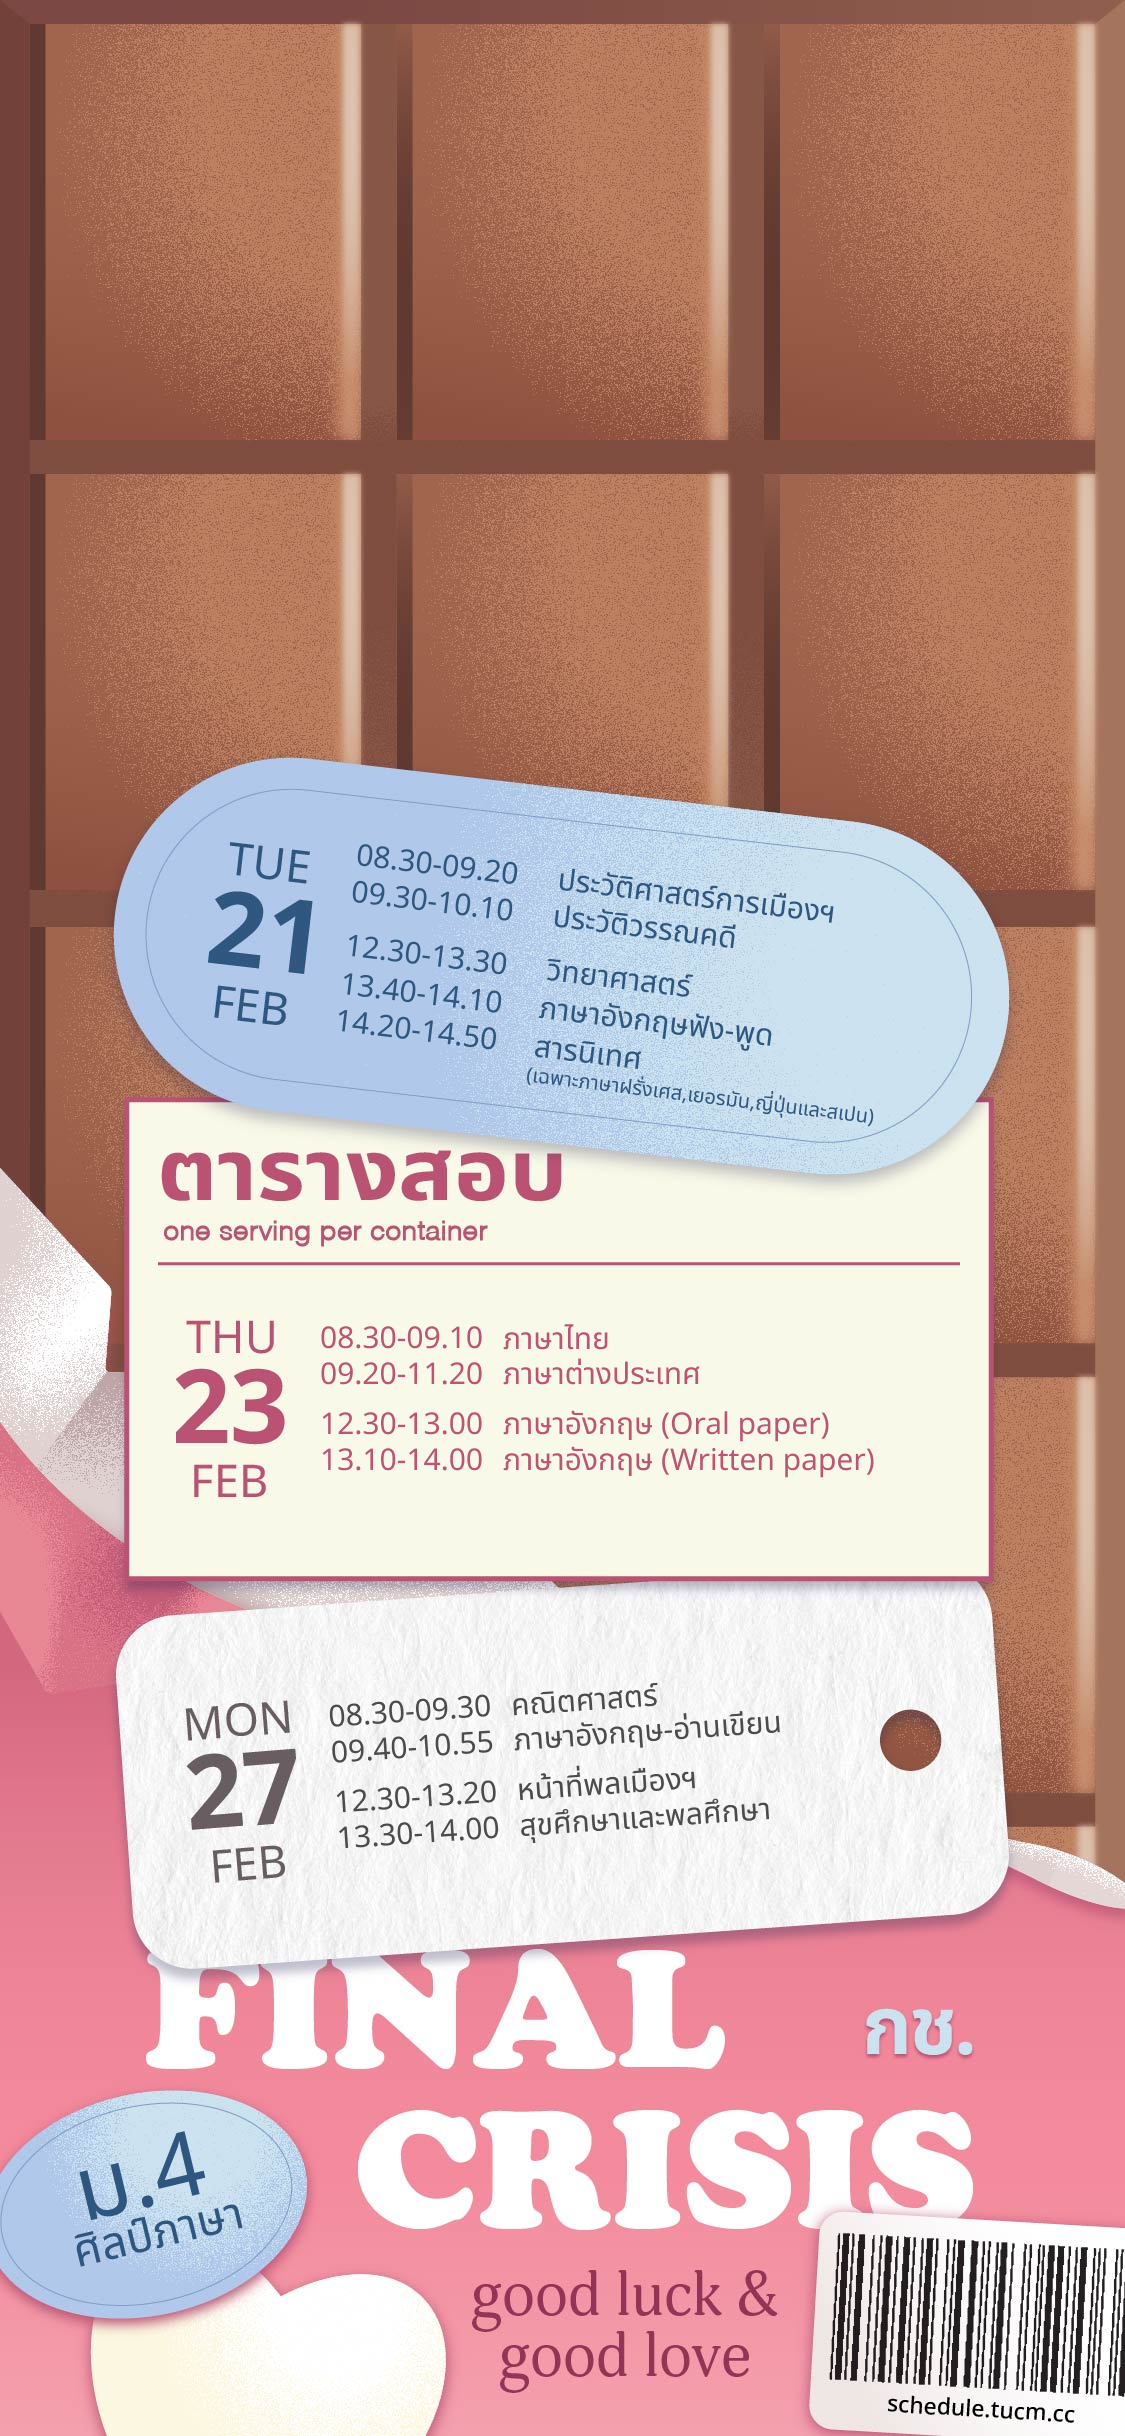 TUE
21
FEB
08.30-09.20 ประวัติศาสตร์การเมืองฯ
09.30-10.10 ประวัติวรรณคดี
12.30-13.30 วิทยาศาสตร์
13.40-14.10 ภาษาอังกฤษฟัง-พูด
14.20-14.50 สารนิเทศ
(เฉพาะภาษาฝรั่งเศส,เยอรมัน,ญี่ปุ่นและสเปน)
ตารางสอบ
one serving per container
THU
23
FEB
08.30-09.10 ภาษาไทย
09.20-11.20 ภาษาต่างประเทศ
12.30-13.00 ภาษาอังกฤษ (Oral paper)
13.10-14.00 ภาษาอังกฤษ (Written paper)
MON
27
FEB
08.30-09.30 คณิตศาสตร์
09.40-10.55 ภาษาอังกฤษ-อ่านเขียน
12.30-13.20 หน้าที่พลเมืองฯ
13.30-14.00 สุขศึกษาและพลศึกษา
FINAL
กช.
CRISIS
ม.4
ศิลป์ภาษา
good luck &
good love
schedule.tucm.cc